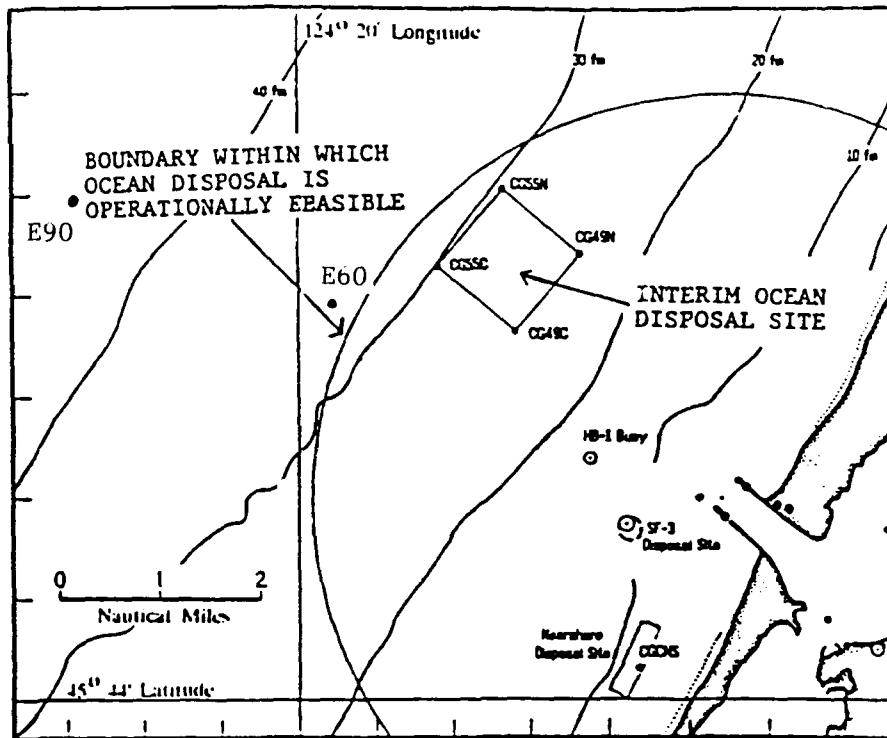 124° 20' Longitude
40 fm
30 fm
20 fm
10 fm
BOUNDARY WITHIN WHICH
OCEAN DISPOSAL IS
OPERATIONALLY FEASIBLE
E90
E60
CG55N
CG49N
CG55C
CG49C
INTERIM OCEAN
DISPOSAL SITE
HB-1 Buoy
SF-3
Disposal Site
0 1 2
Nautical Miles
Nearshore
Disposal Site
CGCNS
45° 44' Latitude